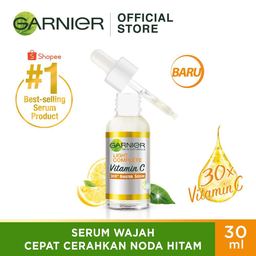 GARNIER
OFFICIAL
STORE
Shopee
#1
Best-selling
Serum
Product
BARU
GARNIER
LIGHT
COMPLETE
Vitamin C
30X
Vitamin C
SERUM WAJAH
CEPAT CERAHKAN NODA HITAM
30
ml